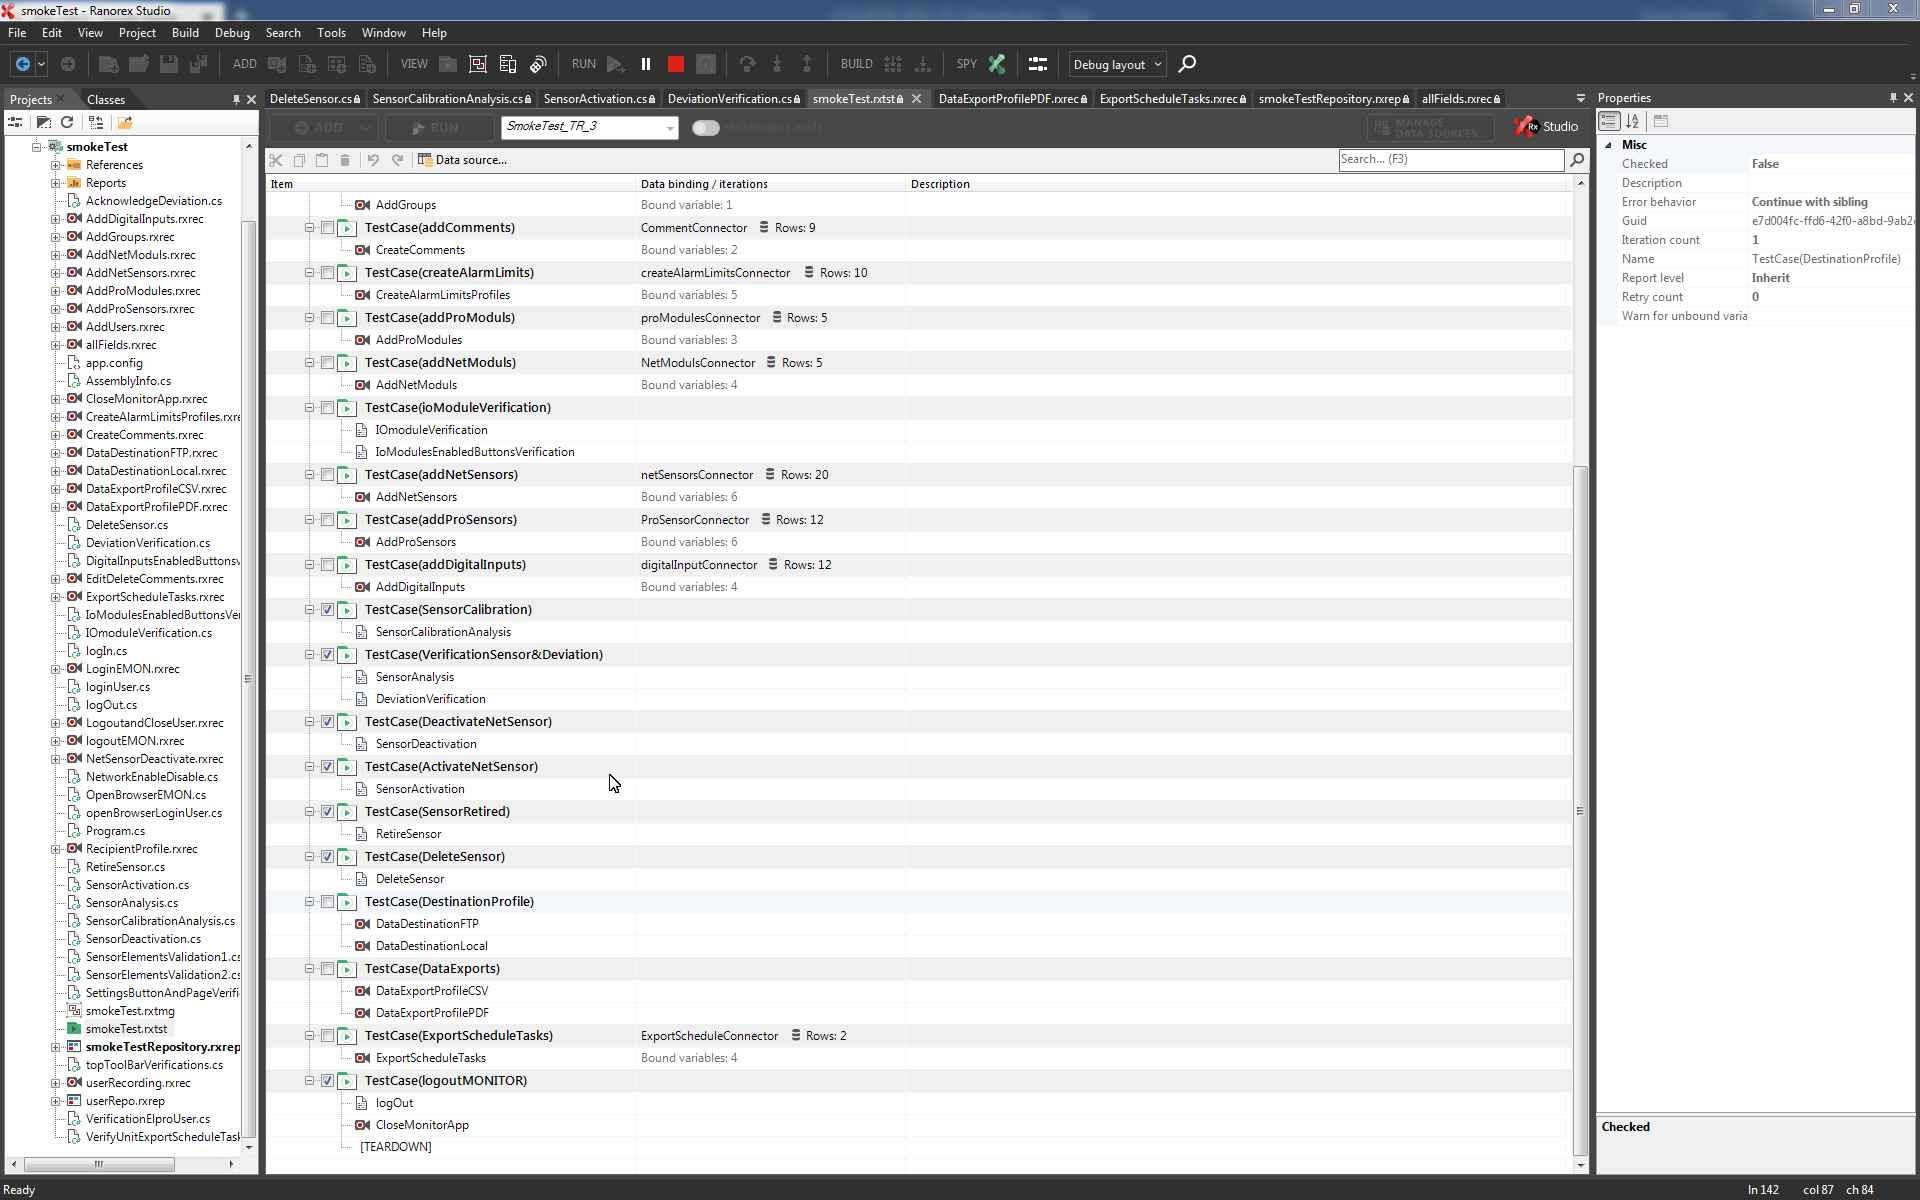 smokeTest - Ranorex Studio
File Edit View Project Build Debug Search Tools Window Help
ADD VIEW RUN BUILD SPY Debug layout
Projects Classes
DeleteSensor.cs SensorCalibrationAnalysis.cs SensorActivation.cs DeviationVerification.cs smokeTest.rxtst DataExportProfilePDF.rxrec ExportScheduleTasks.rxrec smokeTestRepository.rxrep allFields.rxrec
Properties
ADD RUN SmokeTest_TR_3 MANAGE DATA SOURCES... Rx Studio
Data source... Search... (F3)
smokeTest
References
Reports
AcknowledgeDeviation.cs
AddDigitalInputs.rxrec
AddGroups.rxrec
AddNetModuls.rxrec
AddNetSensors.rxrec
AddProModules.rxrec
AddProSensors.rxrec
AddUsers.rxrec
allFields.rxrec
app.config
AssemblyInfo.cs
CloseMonitorApp.rxrec
CreateAlarmLimitsProfiles.rxre
CreateComments.rxrec
DataDestinationFTP.rxrec
DataDestinationLocal.rxrec
DataExportProfileCSV.rxrec
DataExportProfilePDF.rxrec
DeleteSensor.cs
DeviationVerification.cs
DigitalInputsEnabledButtonsv
EditDeleteComments.rxrec
ExportScheduleTasks.rxrec
IoModulesEnabledButtonsVer
IOmoduleVerification.cs
logIn.cs
LoginEMON.rxrec
loginUser.cs
logOut.cs
LogoutandCloseUser.rxrec
logoutEMON.rxrec
NetSensorDeactivate.rxrec
NetworkEnableDisable.cs
OpenBrowserEMON.cs
openBrowserLoginUser.cs
Program.cs
RecipientProfile.rxrec
RetireSensor.cs
SensorActivation.cs
SensorAnalysis.cs
SensorCalibrationAnalysis.cs
SensorDeactivation.cs
SensorElementsValidation1.cs
SensorElementsValidation2.cs
SettingsButtonAndPageVerifi
smokeTest.rxtmg
smokeTest.rxtst
smokeTestRepository.rxrep
topToolBarVerifications.cs
userRecording.rxrec
userRepo.rxrep
VerificationElproUser.cs
VerifyUnitExportScheduleTask
Item Data binding / iterations Description
AddGroups Bound variable: 1
TestCase(addComments) CommentConnector Rows: 9
CreateComments Bound variables: 2
TestCase(createAlarmLimits) createAlarmLimitsConnector Rows: 10
CreateAlarmLimitsProfiles Bound variables: 5
TestCase(addProModuls) proModulesConnector Rows: 5
AddProModules Bound variables: 3
TestCase(addNetModuls) NetModulsConnector Rows: 5
AddNetModuls Bound variables: 4
TestCase(ioModuleVerification)
IOmoduleVerification
IoModulesEnabledButtonsVerification
TestCase(addNetSensors) netSensorsConnector Rows: 20
AddNetSensors Bound variables: 6
TestCase(addProSensors) ProSensorConnector Rows: 12
AddProSensors Bound variables: 6
TestCase(addDigitalInputs) digitalInputConnector Rows: 12
AddDigitalInputs Bound variables: 4
TestCase(SensorCalibration)
SensorCalibrationAnalysis
TestCase(VerificationSensor&Deviation)
SensorAnalysis
DeviationVerification
TestCase(DeactivateNetSensor)
SensorDeactivation
TestCase(ActivateNetSensor)
SensorActivation
TestCase(SensorRetired)
RetireSensor
TestCase(DeleteSensor)
DeleteSensor
TestCase(DestinationProfile)
DataDestinationFTP
DataDestinationLocal
TestCase(DataExports)
DataExportProfileCSV
DataExportProfilePDF
TestCase(ExportScheduleTasks) ExportScheduleConnector Rows: 2
ExportScheduleTasks Bound variables: 4
TestCase(logoutMONITOR)
logOut
CloseMonitorApp
[TEARDOWN]
Misc
Checked False
Description
Error behavior Continue with sibling
Guid e7d004fc-ffd6-42f0-a8bd-9ab2
Iteration count 1
Name TestCase(DestinationProfile)
Report level Inherit
Retry count 0
Warn for unbound varia
Checked
Ready ln 142 col 87 ch 84